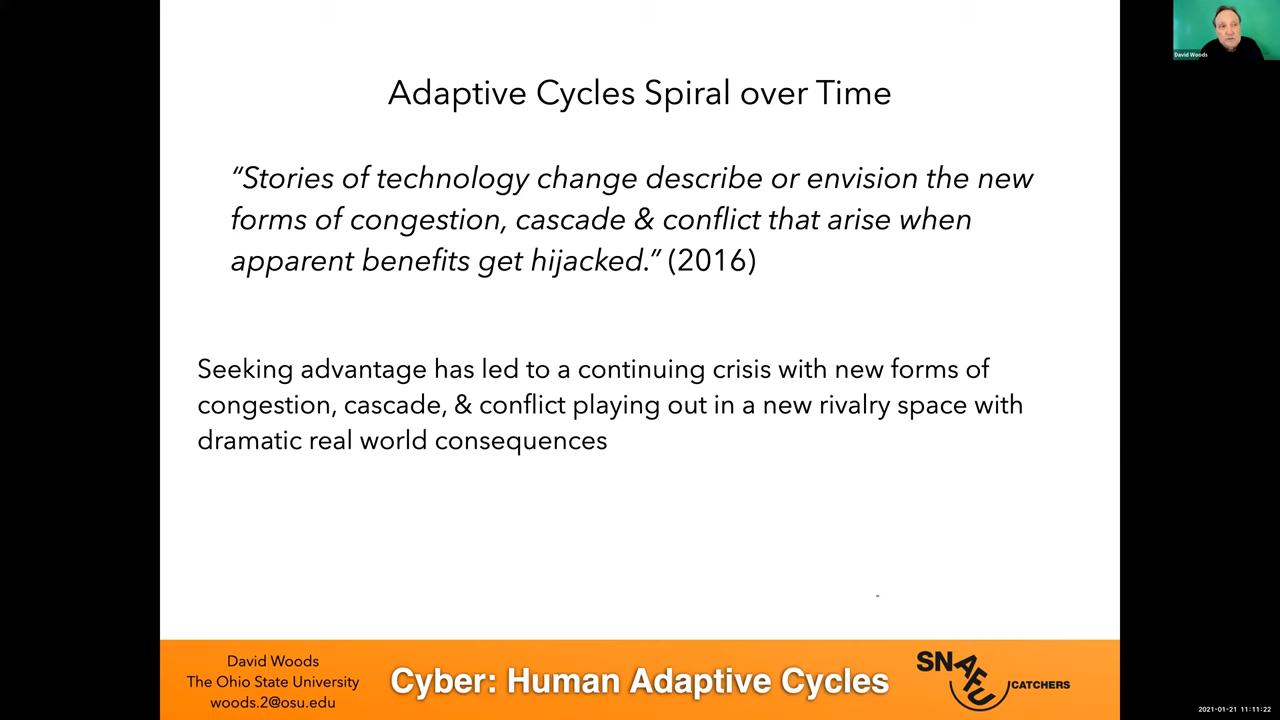 David Woods
Adaptive Cycles Spiral over Time
“Stories of technology change describe or envision the new
forms of congestion, cascade & conflict that arise when
apparent benefits get hijacked.” (2016)
Seeking advantage has led to a continuing crisis with new forms of
congestion, cascade, & conflict playing out in a new rivalry space with
dramatic real world consequences
David Woods
The Ohio State University
woods.2@osu.edu
Cyber: Human Adaptive Cycles
SNAFU
CATCHERS
2021-01-21 11:11:22